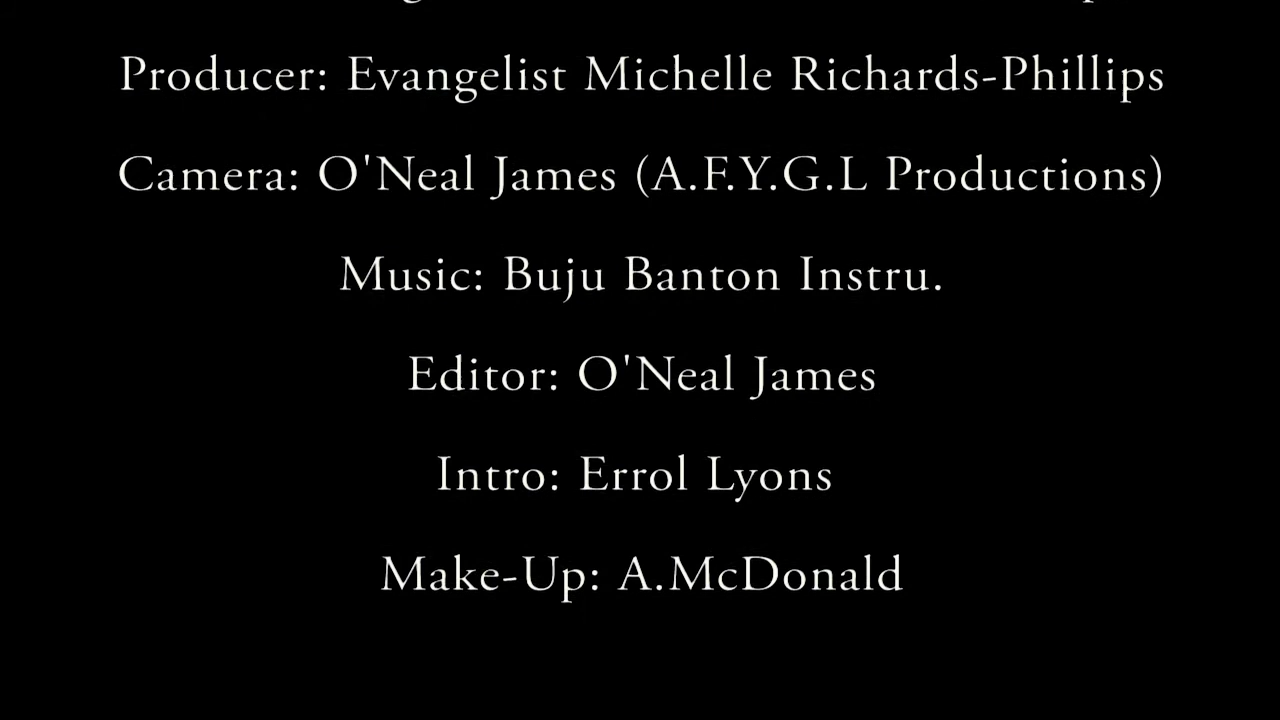 Producer: Evangelist Michelle Richards-Phillips
Camera: O'Neal James (A.F.Y.G.L Productions)
Music: Buju Banton Instru.
Editor: O'Neal James
Intro: Errol Lyons
Make-Up: A.McDonald